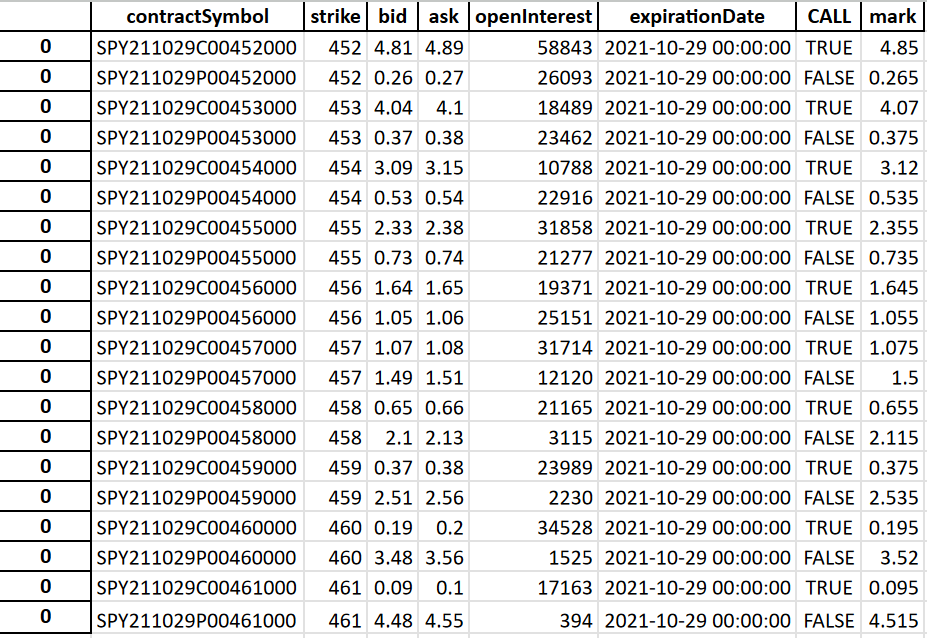 contractSymbol strike bid ask openInterest expirationDate CALL mark
0 SPY211029C00452000 452 4.81 4.89 58843 2021-10-29 00:00:00 TRUE 4.85
0 SPY211029P00452000 452 0.26 0.27 26093 2021-10-29 00:00:00 FALSE 0.265
0 SPY211029C00453000 453 4.04 4.1 18489 2021-10-29 00:00:00 TRUE 4.07
0 SPY211029P00453000 453 0.37 0.38 23462 2021-10-29 00:00:00 FALSE 0.375
0 SPY211029C00454000 454 3.09 3.15 10788 2021-10-29 00:00:00 TRUE 3.12
0 SPY211029P00454000 454 0.53 0.54 22916 2021-10-29 00:00:00 FALSE 0.535
0 SPY211029C00455000 455 2.33 2.38 31858 2021-10-29 00:00:00 TRUE 2.355
0 SPY211029P00455000 455 0.73 0.74 21277 2021-10-29 00:00:00 FALSE 0.735
0 SPY211029C00456000 456 1.64 1.65 19371 2021-10-29 00:00:00 TRUE 1.645
0 SPY211029P00456000 456 1.05 1.06 25151 2021-10-29 00:00:00 FALSE 1.055
0 SPY211029C00457000 457 1.07 1.08 31714 2021-10-29 00:00:00 TRUE 1.075
0 SPY211029P00457000 457 1.49 1.51 12120 2021-10-29 00:00:00 FALSE 1.5
0 SPY211029C00458000 458 0.65 0.66 21165 2021-10-29 00:00:00 TRUE 0.655
0 SPY211029P00458000 458 2.1 2.13 3115 2021-10-29 00:00:00 FALSE 2.115
0 SPY211029C00459000 459 0.37 0.38 23989 2021-10-29 00:00:00 TRUE 0.375
0 SPY211029P00459000 459 2.51 2.56 2230 2021-10-29 00:00:00 FALSE 2.535
0 SPY211029C00460000 460 0.19 0.2 34528 2021-10-29 00:00:00 TRUE 0.195
0 SPY211029P00460000 460 3.48 3.56 1525 2021-10-29 00:00:00 FALSE 3.52
0 SPY211029C00461000 461 0.09 0.1 17163 2021-10-29 00:00:00 TRUE 0.095
0 SPY211029P00461000 461 4.48 4.55 394 2021-10-29 00:00:00 FALSE 4.515